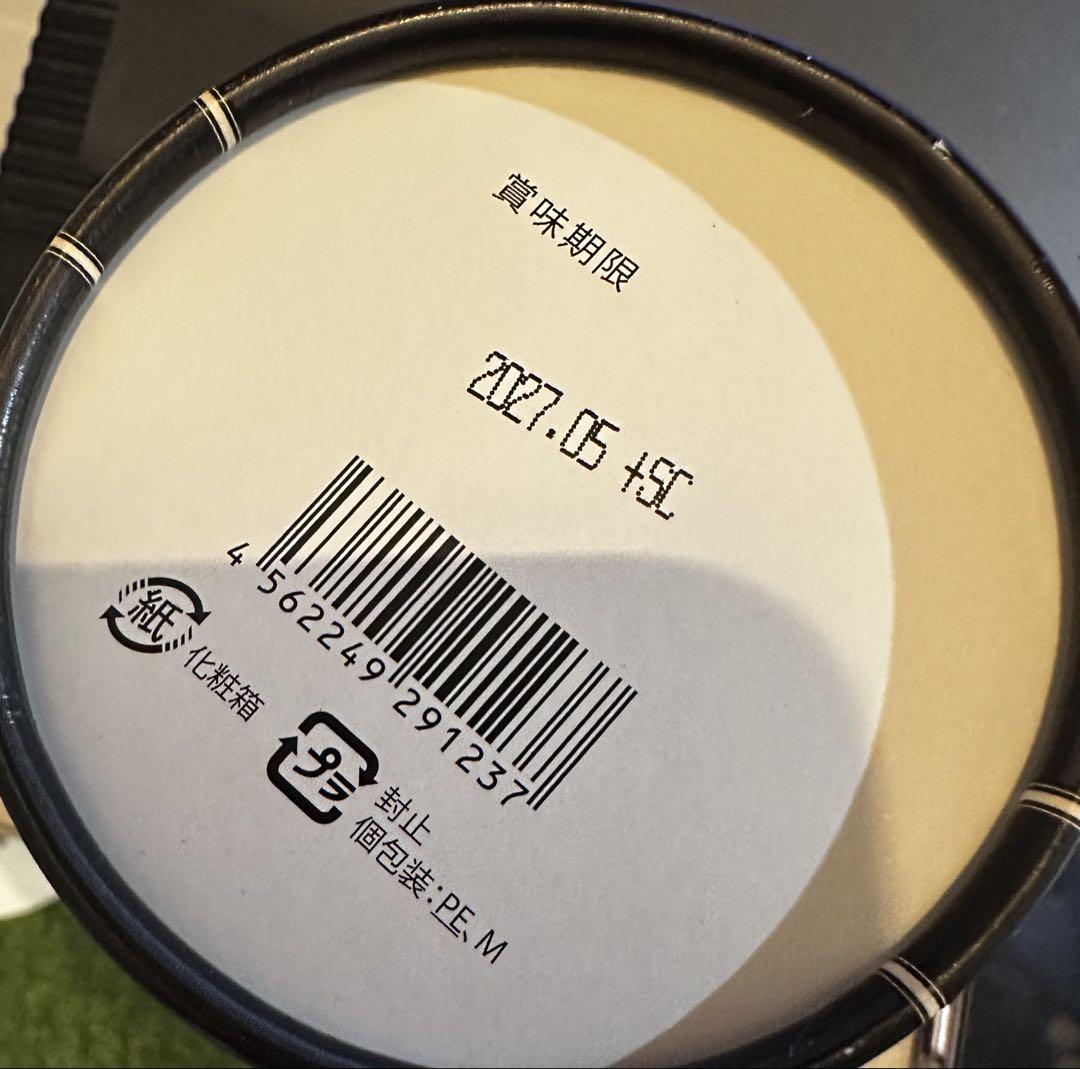 賞味期限
2027.05 +SC
4 562249 291237
紙
化粧箱
プラ
封止
個包装:PE、M